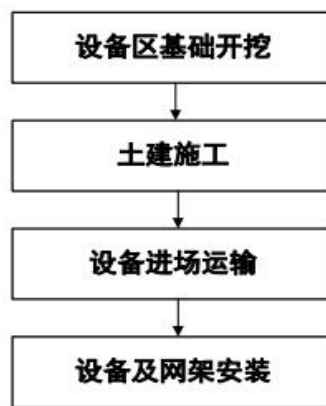 设备区基础开挖
土建施工
设备进场运输
设备及网架安装